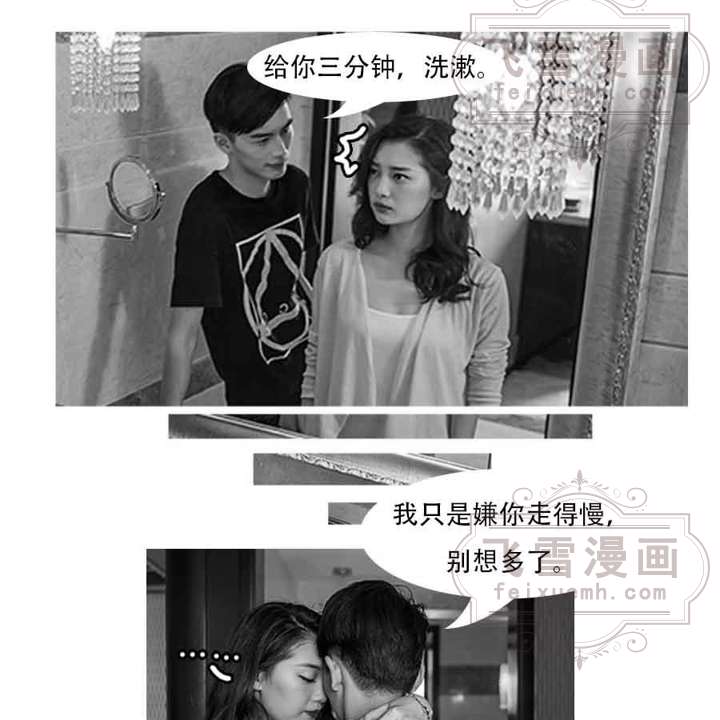 飞雪漫画
feixuemh.com
给你三分钟，洗漱。
我只是嫌你走得慢，
别想多了。
飞雪漫画
feixuemh.com
……